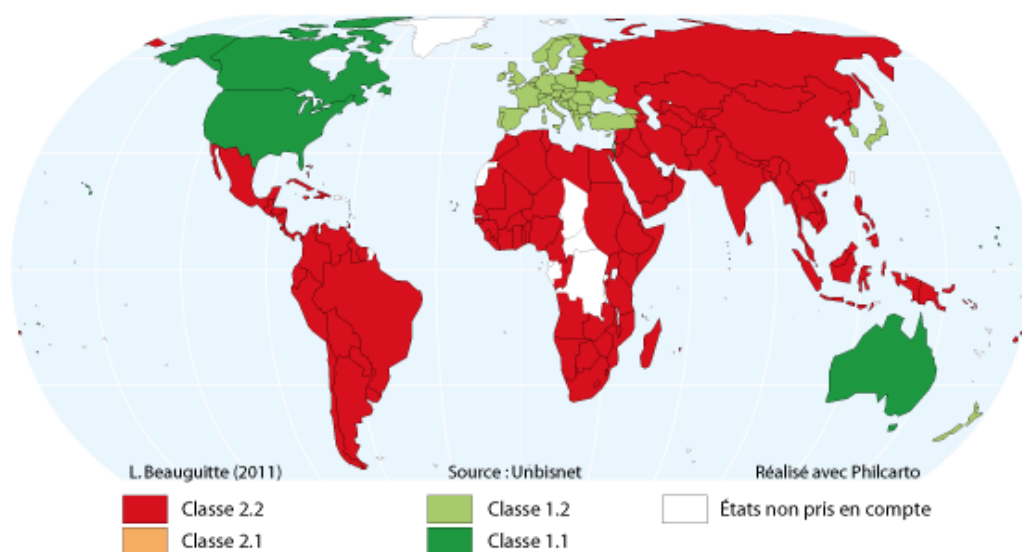 L. Beauguitte (2011) Source : Unbisnet Réalisé avec Philcarto
Classe 2.2 Classe 1.2 États non pris en compte
Classe 2.1 Classe 1.1